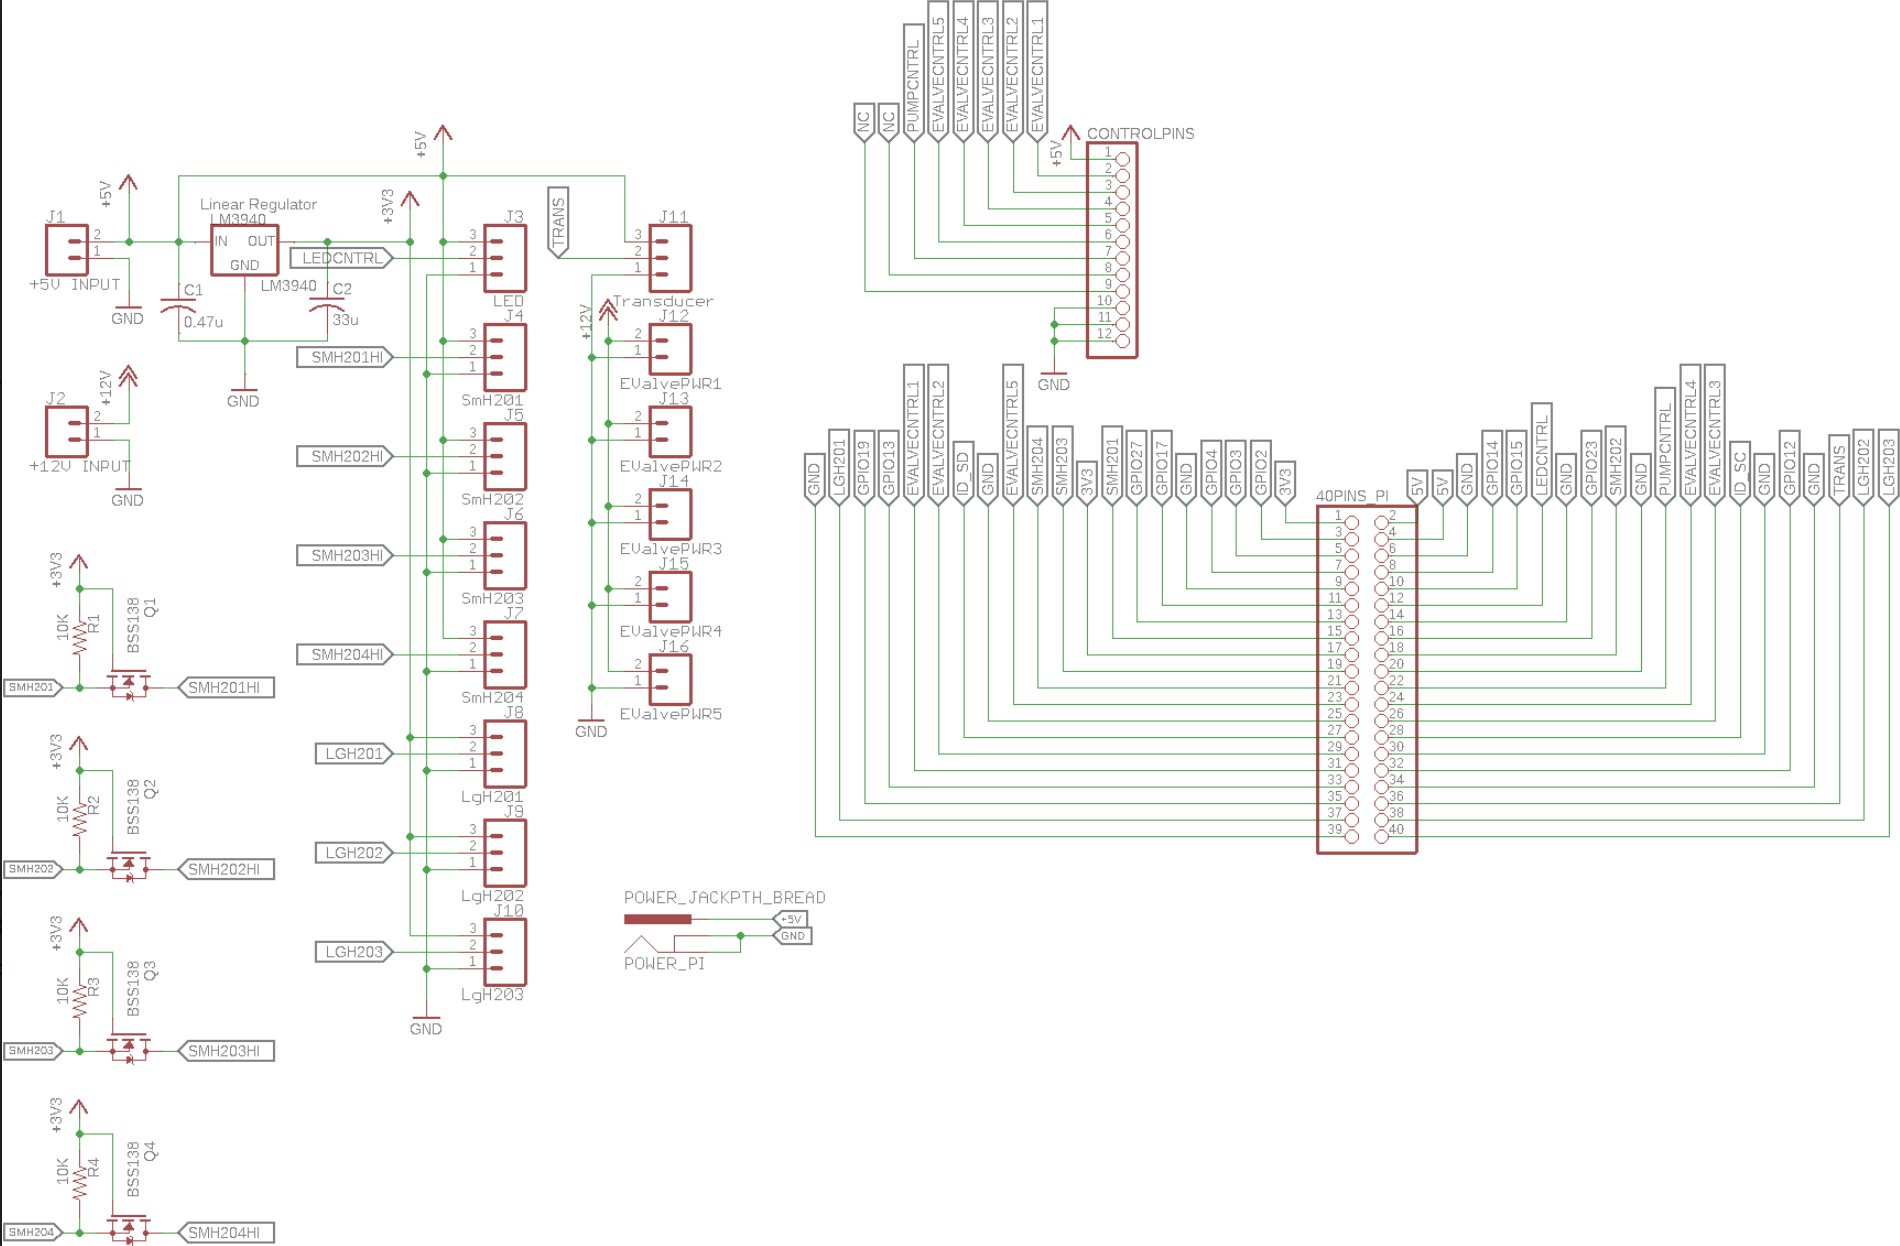 NC
NC
PUMPCNTRL
EVALVECNTRL5
EVALVECNTRL4
EVALVECNTRL3
EVALVECNTRL2
EVALVECNTRL1
+5V
CONTROLPINS
1
2
3
4
5
6
7
8
9
10
11
12
GND
+5V
J1
2
1
+5V INPUT
GND
Linear Regulator
LM3940
IN OUT
GND
LM3940
C1
0.47u
C2
33u
GND
+12V
J2
2
1
+12V INPUT
GND
+5V
+3V3
LEDCNTRL
J3
3
2
1
LED
SMH201HI
J4
3
2
1
SmH201
SMH202HI
J5
3
2
1
SmH202
SMH203HI
J6
3
2
1
SmH203
SMH204HI
J7
3
2
1
SmH204
LGH201
J8
3
2
1
LgH201
LGH202
J9
3
2
1
LgH202
LGH203
J10
3
2
1
LgH203
GND
TRANS
J11
3
2
1
Transducer
+12V
J12
2
1
EValvePWR1
J13
2
1
EValvePWR2
J14
2
1
EValvePWR3
J15
2
1
EValvePWR4
J16
2
1
EValvePWR5
GND
+3V3
10K
R1
BSS138
Q1
SMH201
SMH201HI
+3V3
10K
R2
BSS138
Q2
SMH202
SMH202HI
+3V3
10K
R3
BSS138
Q3
SMH203
SMH203HI
+3V3
10K
R4
BSS138
Q4
SMH204
SMH204HI
GND
LGH201
GPIO19
GPIO13
EVALVECNTRL1
EVALVECNTRL2
ID_SD
GND
EVALVECNTRL5
SMH204
SMH203
3V3
SMH201
GPIO27
GPIO17
GND
GPIO4
GPIO3
GPIO2
3V3
40PINS_PI
5V
5V
GND
GPIO14
GPIO15
LEDCNTRL
GND
GPIO23
SMH202
GND
PUMPCNTRL
EVALVECNTRL4
EVALVECNTRL3
ID_SC
GND
GPIO12
GND
TRANS
LGH202
LGH203
1 2
3 4
5 6
7 8
9 10
11 12
13 14
15 16
17 18
19 20
21 22
23 24
25 26
27 28
29 30
31 32
33 34
35 36
37 38
39 40
POWER_JACKPTH_BREAD
+5V
GND
POWER_PI